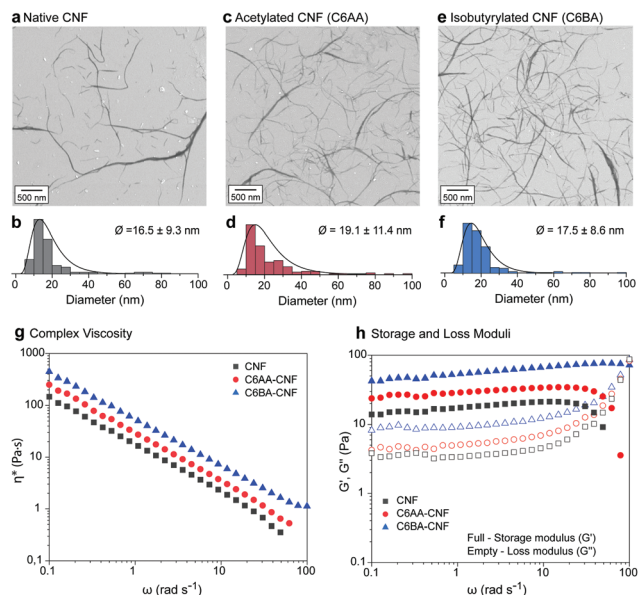 a Native CNF
c Acetylated CNF (C6AA)
e Isobutyrylated CNF (C6BA)
500 nm
500 nm
500 nm
b
Ø =16.5 ± 9.3 nm
0 20 40 60 80 100
Diameter (nm)
d
Ø = 19.1 ± 11.4 nm
0 20 40 60 80 100
Diameter (nm)
f
Ø = 17.5 ± 8.6 nm
0 20 40 60 80 100
Diameter (nm)
g Complex Viscosity
1000
100
10
1
0,1
η* (Pa·s)
CNF
C6AA-CNF
C6BA-CNF
0.1 1 10 100
ω (rad s⁻¹)
h Storage and Loss Moduli
100
10
1
0,1
G', G" (Pa)
CNF
C6AA-CNF
C6BA-CNF
Full - Storage modulus (G')
Empty - Loss modulus (G")
0.1 1 10 100
ω (rad s⁻¹)